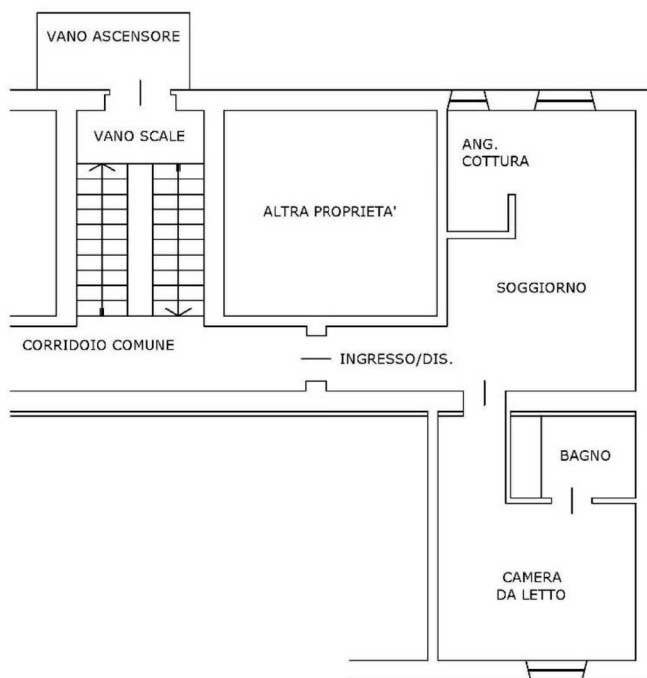 VANO ASCENSORE
VANO SCALE
ANG.
COTTURA
ALTRA PROPRIETA'
SOGGIORNO
CORRIDOIO COMUNE
INGRESSO/DIS.
BAGNO
CAMERA
DA LETTO